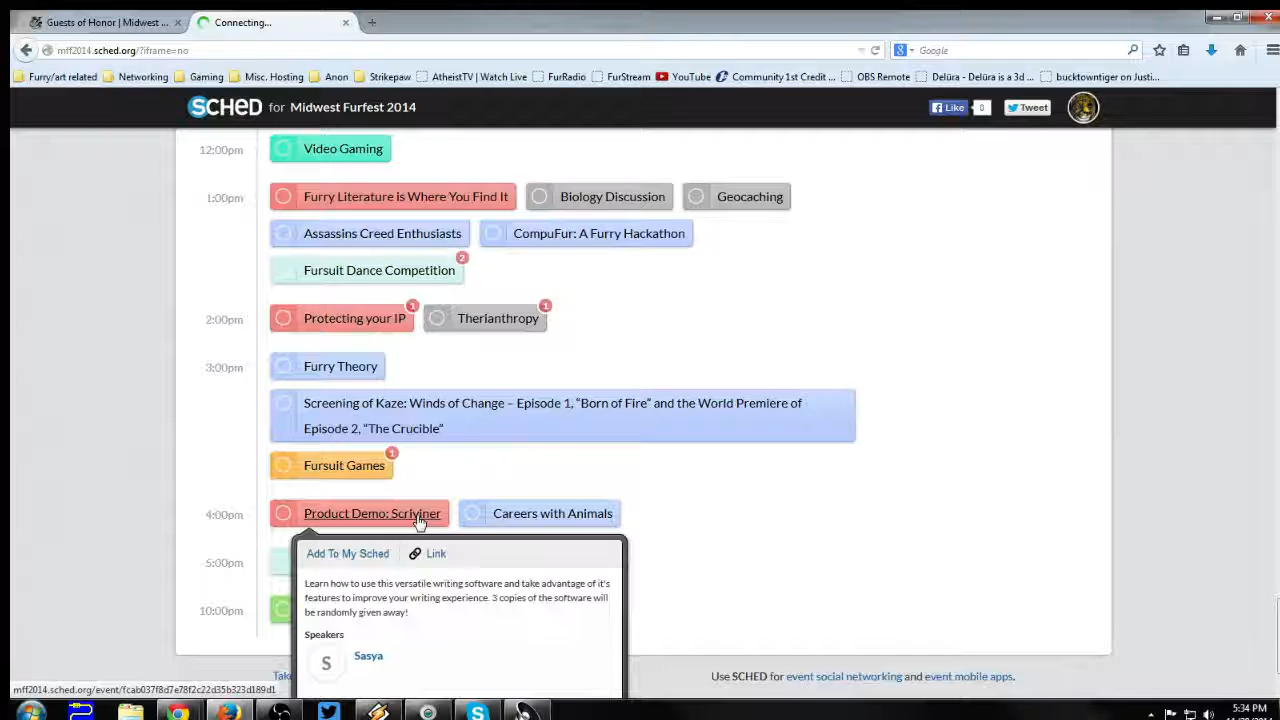 Guests of Honor | Midwest ... × Connecting... × +
mff2014.sched.org/?iframe=no Google
Furry/art related Networking Gaming Misc. Hosting Anon Strikepaw AtheistTV | Watch Live FurRadio FurStream YouTube Community 1st Credit ... OBS Remote Delúra - Delúra is a 3d ... bucktowntiger on Justi...
SCHED for Midwest Furfest 2014 Like 0 Tweet
12:00pm Video Gaming
1:00pm Furry Literature is Where You Find It Biology Discussion Geocaching
Assassins Creed Enthusiasts CompuFur: A Furry Hackathon
Fursuit Dance Competition 2
2:00pm Protecting your IP 1 Therianthropy 1
3:00pm Furry Theory
Screening of Kaze: Winds of Change – Episode 1, “Born of Fire” and the World Premiere of
Episode 2, “The Crucible”
Fursuit Games 1
4:00pm Product Demo: Scriviner Careers with Animals
Add To My Sched Link
5:00pm
Learn how to use this versatile writing software and take advantage of it's
features to improve your writing experience. 3 copies of the software will
be randomly given away!
10:00pm
Speakers
S Sasya
Use SCHED for event social networking and event mobile apps.
mff2014.sched.org/event/fcab037f8d7e78f2c22d35b323d189d1
5:34 PM